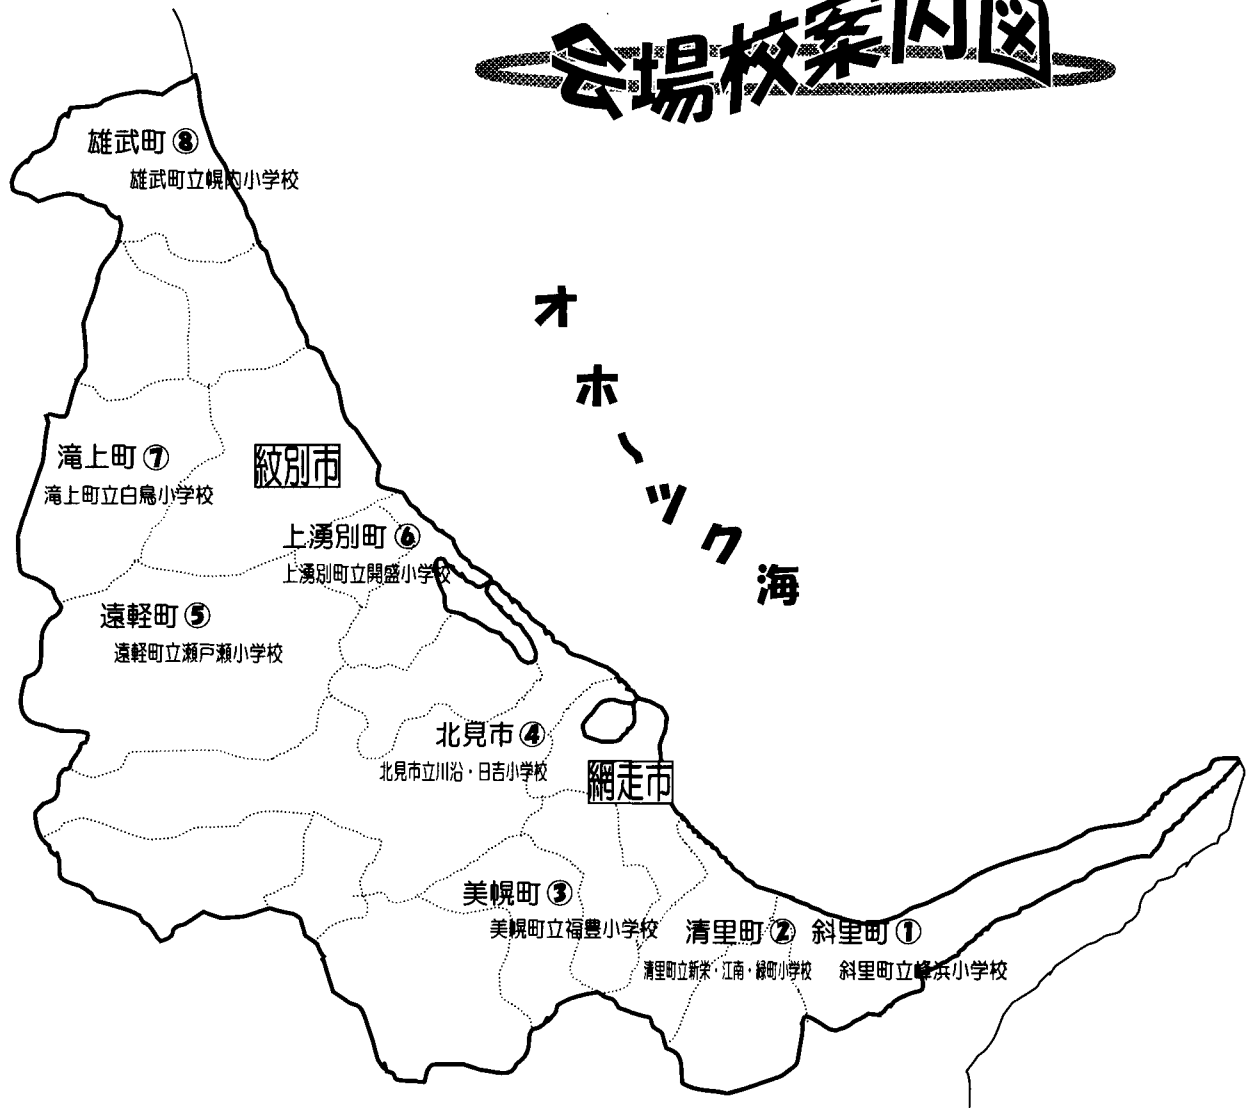 会場校案内図
雄武町⑧
雄武町立幌内小学校
オホーツク海
滝上町⑦
滝上町立白鳥小学校
紋別市
上湧別町⑥
上湧別町立開盛小学校
遠軽町⑤
遠軽町立瀬戸瀬小学校
北見市④
北見市立川沿・日吉小学校
網走市
美幌町③
美幌町立福豊小学校
清里町②
清里町立新栄・江南・緑町小学校
斜里町①
斜里町立峰浜小学校